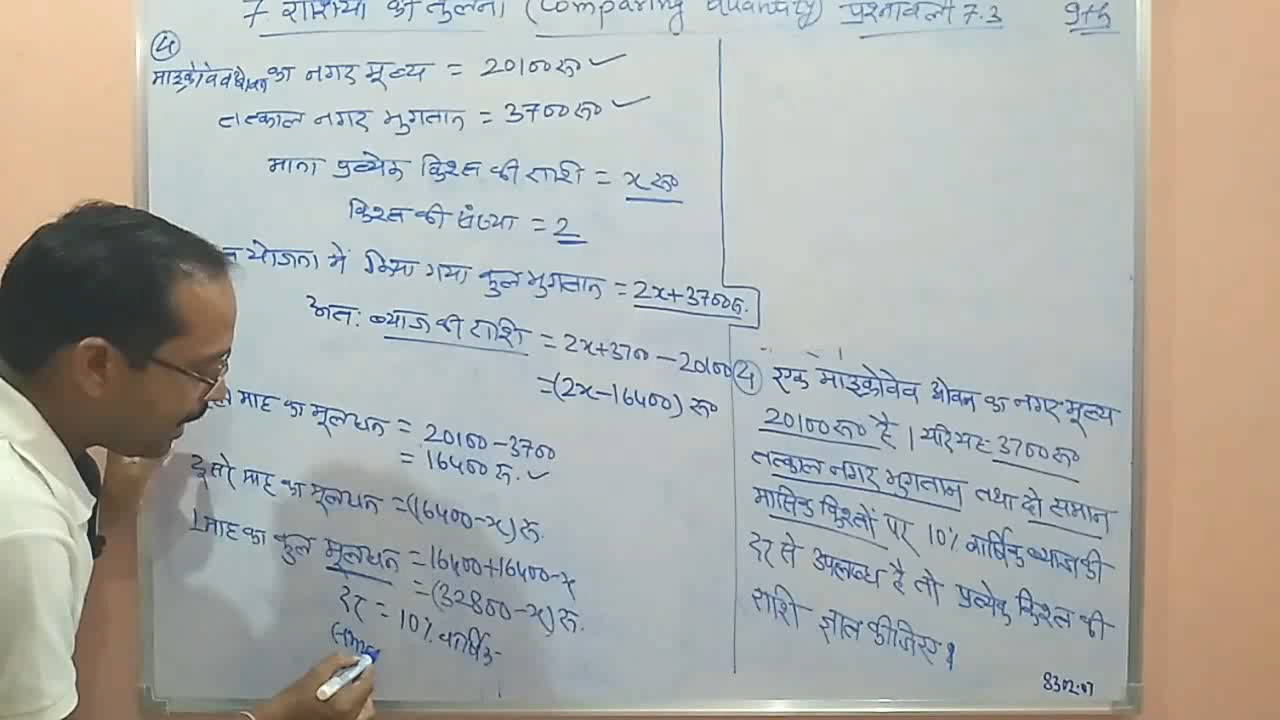 7 राशियों की तुलना (Comparing Quantity) प्रश्नावली 7.3 9th
④
माइक्रोवेव ओवन का नगद मूल्य = 20100 रू ✓
तत्काल नगद भुगतान = 3700 रू ✓
माना प्रत्येक किश्त की राशि = x रू
किश्त की संख्या = 2
योजना में किया गया कुल भुगतान = 2x+3700 रु.
अतः ब्याज की राशि = 2x+3700 - 20100
=(2x-16400) रू
माह का मूलधन = 20100-3700
= 16400 रु. ✓
दूसरे माह का मूलधन =(16400-x) रु.
1 माह का कुल मूलधन = 16400+16400-x
= (32800-x) रु.
दर = 10% वार्षिक
④ एक माइक्रोवेव ओवन का नगद मूल्य
20100 रू है । यदि यह 3700 रू
तत्काल नगद भुगतान तथा दो समान
मासिक किश्तों पर 10% वार्षिक ब्याज की
दर से उपलब्ध है तो प्रत्येक किश्त की
राशि ज्ञात कीजिए।